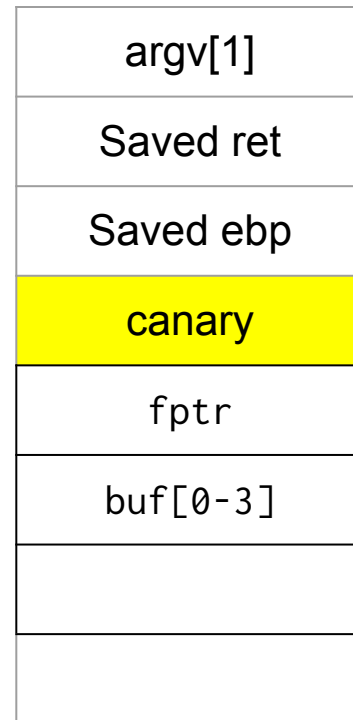 argv[1]
Saved ret
Saved ebp
canary
fptr
buf[0-3]